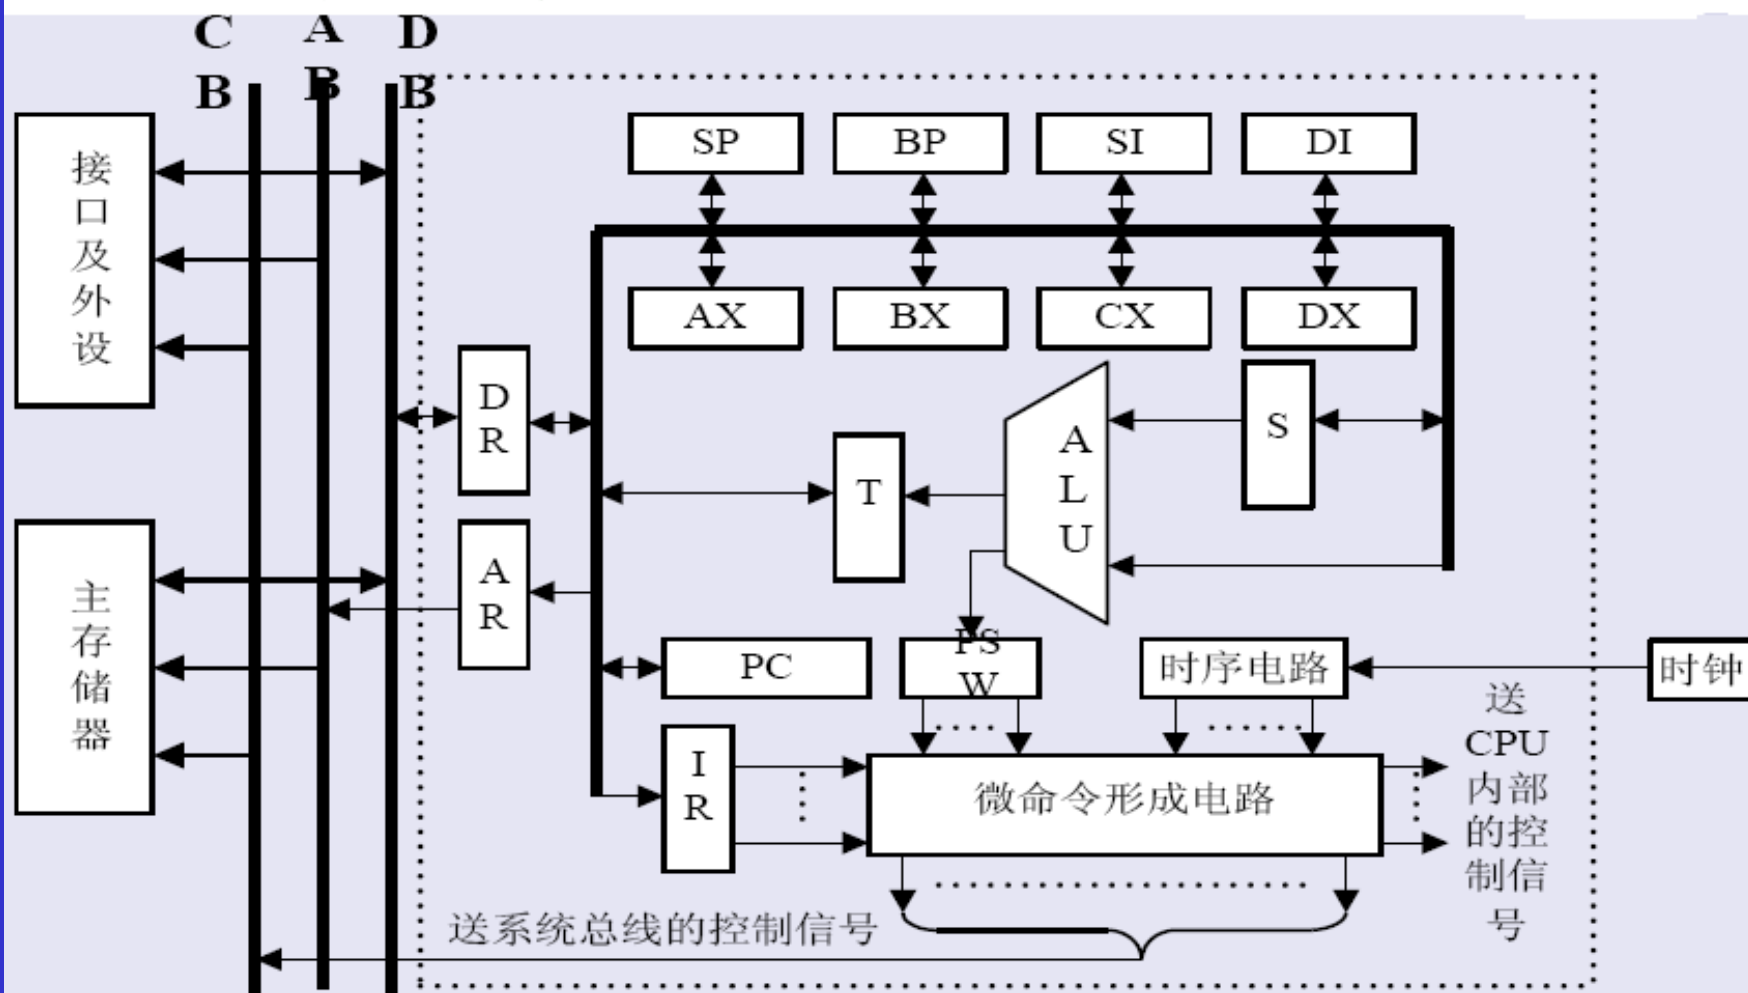 C A D
B B B
接
口
及
外
设
SP BP SI DI
AX BX CX DX
D
R
A
L
U
S
T
A
R
主
存
储
器
PC
PS
W
时序电路
时钟
I
R
微命令形成电路
送
CPU
内部
的控
制信
号
送系统总线的控制信号